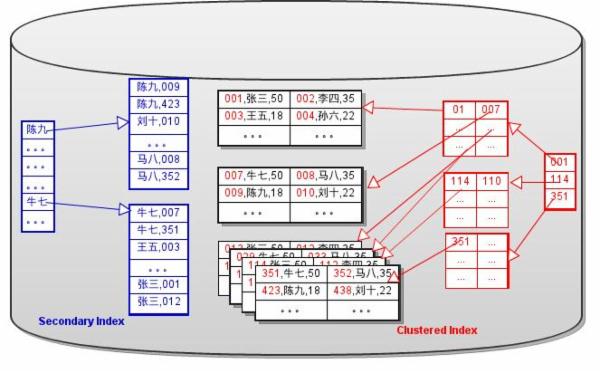 陈九
...
...
...
牛七
...
陈九,009
陈九,423
刘十,010
...
马八,008
马八,352
牛七,007
牛七,351
王五,003
...
张三,001
张三,012
001,张三,50 002,李四,35
003,王五,18 004,孙六,22
... ...
007,牛七,50 008,马八,35
009,陈九,18 010,刘十,22
... ...
351,牛七,50 352,马八,35
423,陈九,18 438,刘十,22
... ...
01 007
... ...
... ...
114 110
... ...
... ...
351 ...
... ...
... ...
001
114
351
Secondary Index
Clustered Index